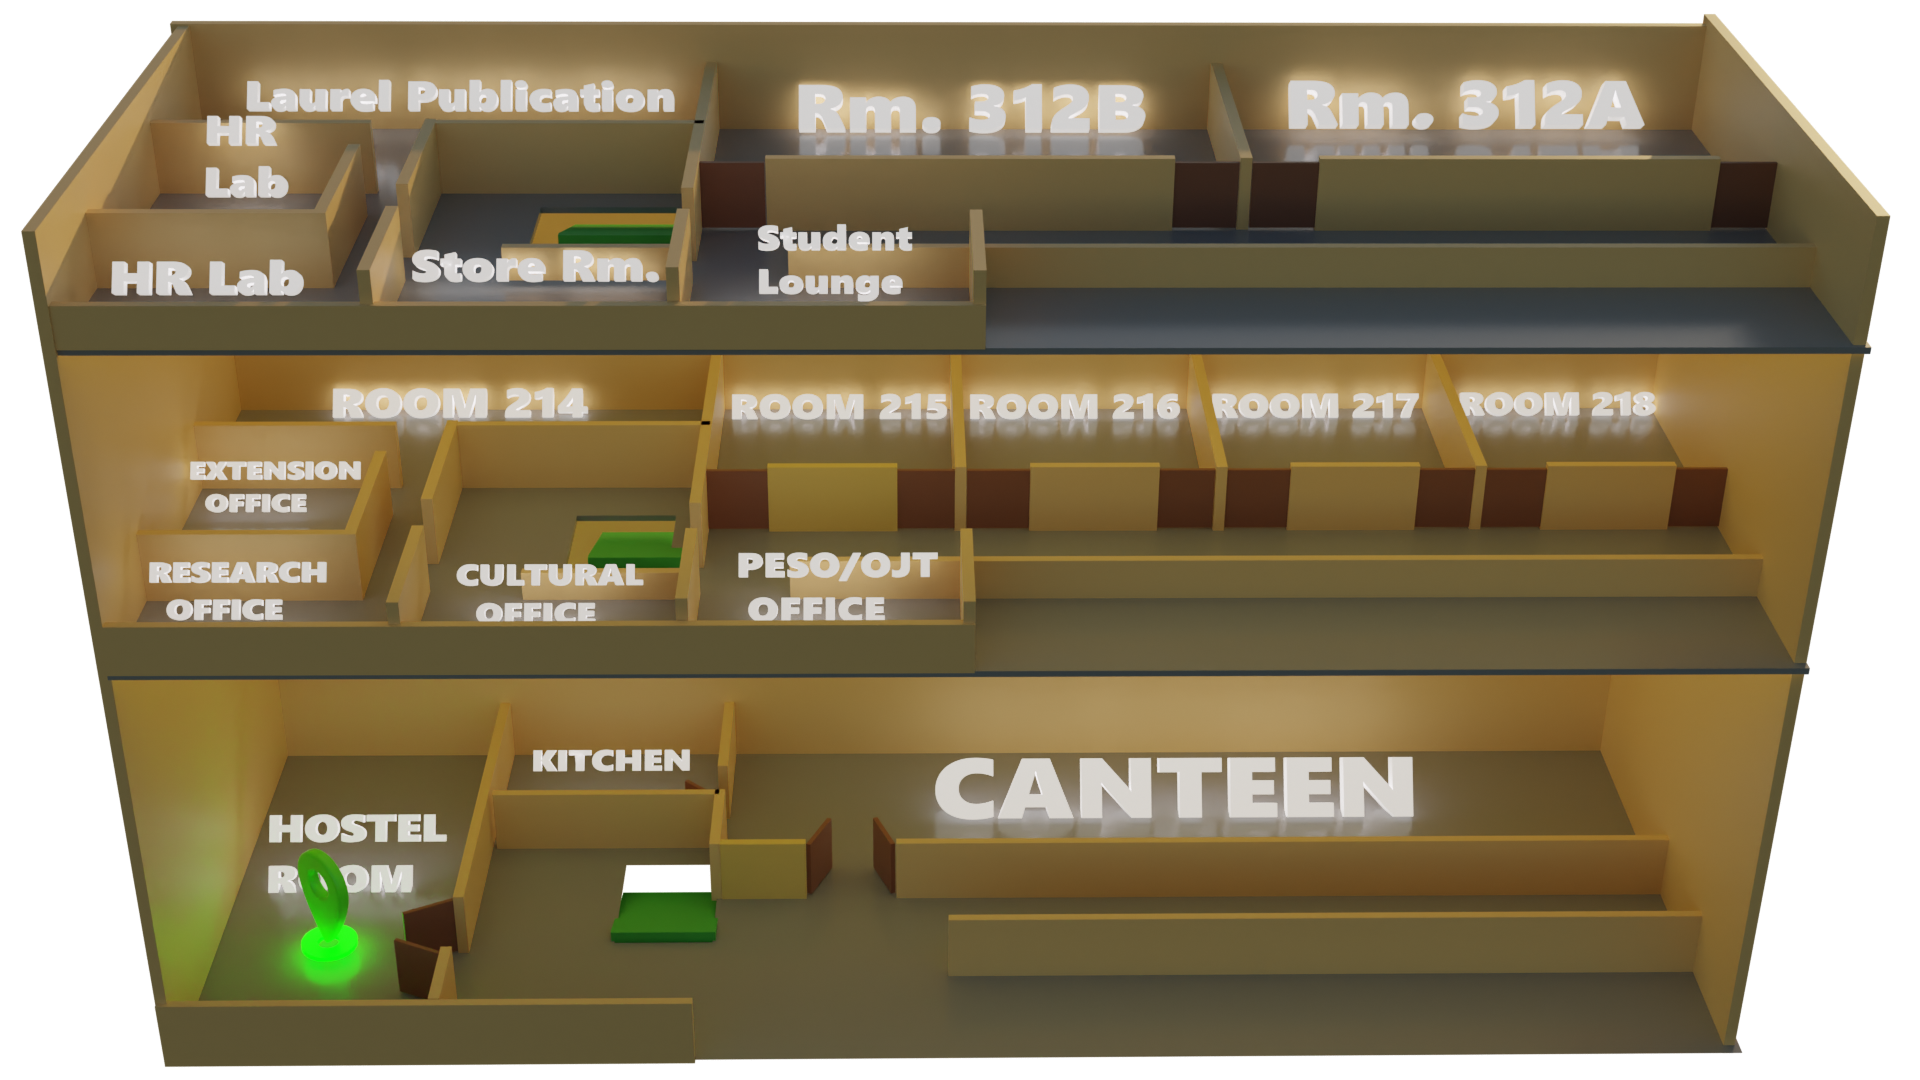 Laurel Publication
HR
Lab
Rm. 312B
Rm. 312A
HR Lab
Store Rm.
Student
Lounge
ROOM 214
ROOM 215
ROOM 216
ROOM 217
ROOM 218
EXTENSION
OFFICE
RESEARCH
OFFICE
CULTURAL
OFFICE
PESO/OJT
OFFICE
KITCHEN
CANTEEN
HOSTEL
ROOM